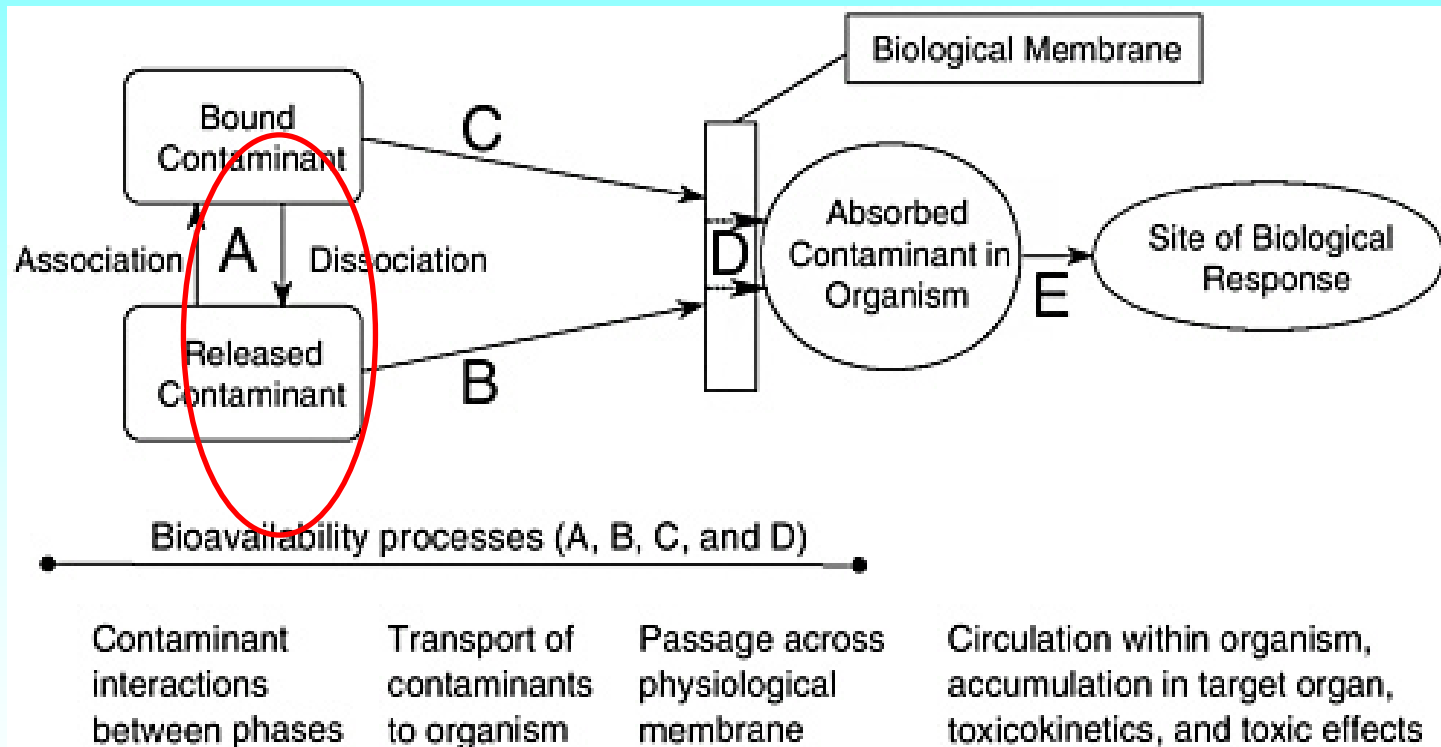 Biological Membrane
Bound
Contaminant
C
Association
A
Dissociation
D
Absorbed
Contaminant in
Organism
E
Site of Biological
Response
Released
Contaminant
B
Bioavailability processes (A, B, C, and D)
Contaminant
interactions
between phases
Transport of
contaminants
to organism
Passage across
physiological
membrane
Circulation within organism,
accumulation in target organ,
toxicokinetics, and toxic effects